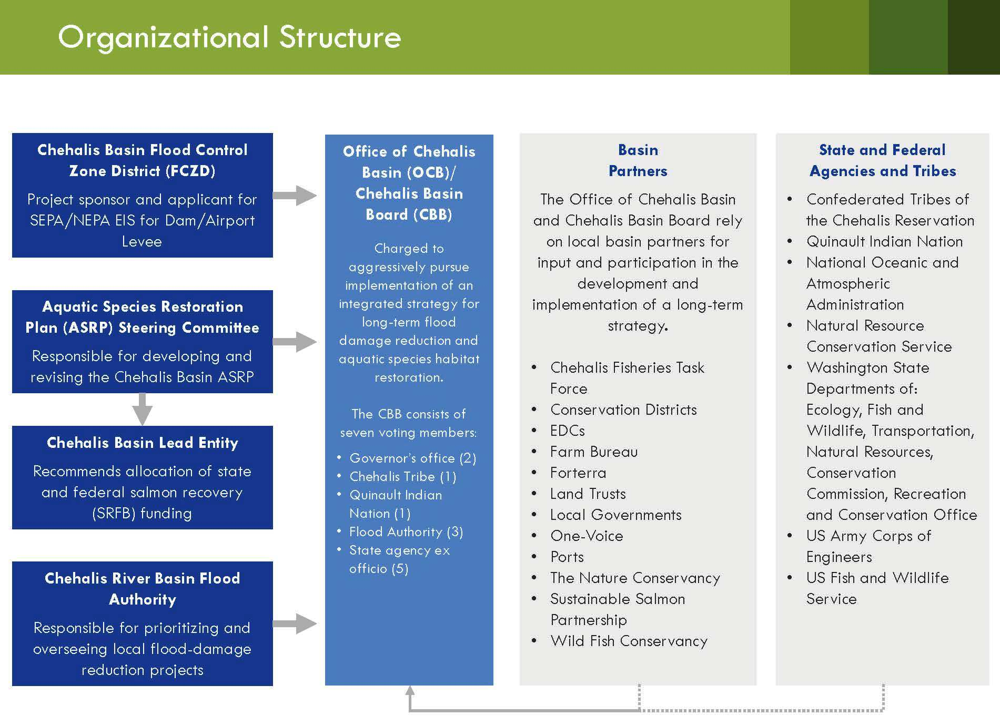 Organizational Structure
Chehalis Basin Flood Control
Zone District (FCZD)
Project sponsor and applicant for
SEPA/NEPA EIS for Dam/Airport
Levee
Aquatic Species Restoration
Plan (ASRP) Steering Committee
Responsible for developing and
revising the Chehalis Basin ASRP
Chehalis Basin Lead Entity
Recommends allocation of state
and federal salmon recovery
(SRFB) funding
Chehalis River Basin Flood
Authority
Responsible for prioritizing and
overseeing local flood-damage
reduction projects
Office of Chehalis
Basin (OCB)/
Chehalis Basin
Board (CBB)
Charged to
aggressively pursue
implementation of an
integrated strategy for
long-term flood
damage reduction and
aquatic species habitat
restoration.
The CBB consists of
seven voting members:
• Governor's office (2)
• Chehalis Tribe (1)
• Quinault Indian
Nation (1)
• Flood Authority (3)
• State agency ex
officio (5)
Basin
Partners
The Office of Chehalis Basin
and Chehalis Basin Board rely
on local basin partners for
input and participation in the
development and
implementation of a long-term
strategy.
• Chehalis Fisheries Task
Force
• Conservation Districts
• EDCs
• Farm Bureau
• Forterra
• Land Trusts
• Local Governments
• One-Voice
• Ports
• The Nature Conservancy
• Sustainable Salmon
Partnership
• Wild Fish Conservancy
State and Federal
Agencies and Tribes
• Confederated Tribes of
the Chehalis Reservation
• Quinault Indian Nation
• National Oceanic and
Atmospheric
Administration
• Natural Resource
Conservation Service
• Washington State
Departments of:
Ecology, Fish and
Wildlife, Transportation,
Natural Resources,
Conservation
Commission, Recreation
and Conservation Office
• US Army Corps of
Engineers
• US Fish and Wildlife
Service